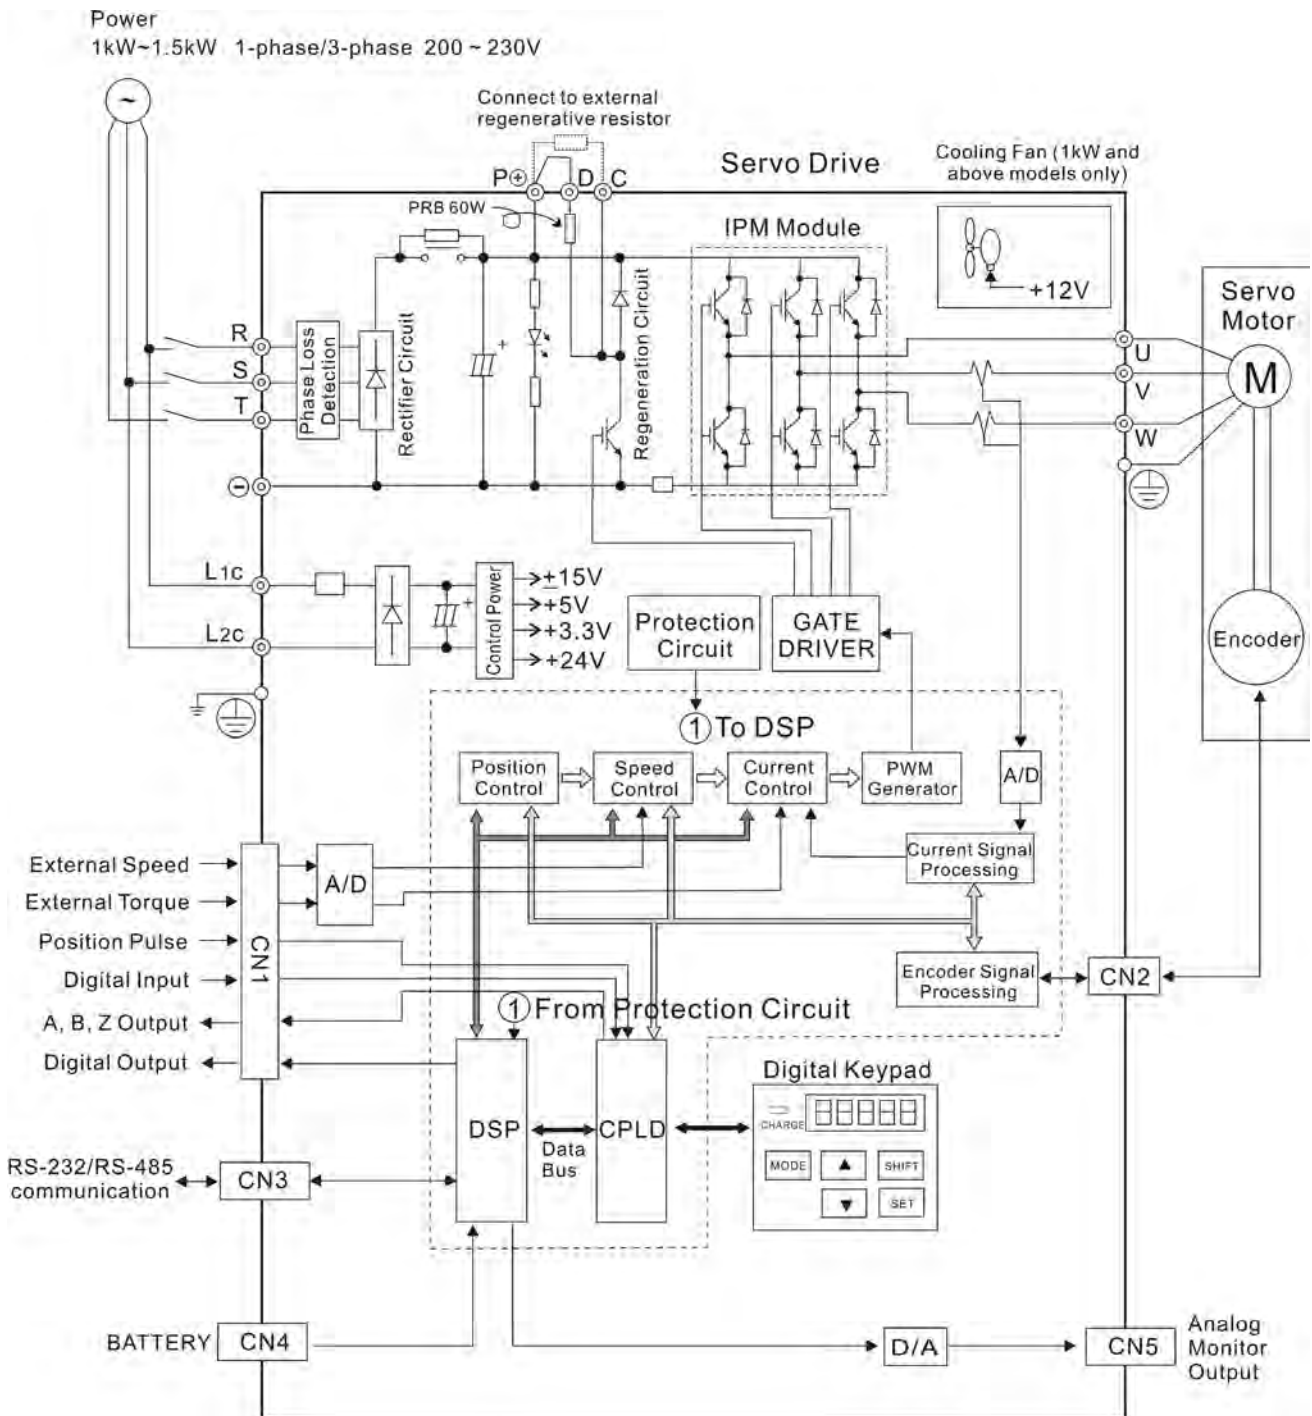 Power
1kW~1.5kW 1-phase/3-phase 200 ~ 230V
~
Connect to external
regenerative resistor
Servo Drive
Cooling Fan (1kW and
above models only)
P⊕ D C
PRB 60W
IPM Module
+12V
Servo
Motor
R
S
T
Phase Loss
Detection
Rectifier Circuit
+
Regeneration Circuit
U
V
W
M
⊖
L1c
L2c
+
Control Power
±15V
+5V
+3.3V
+24V
Protection
Circuit
GATE
DRIVER
Encoder
① To DSP
Position
Control
Speed
Control
Current
Control
PWM
Generator
A/D
Current Signal
Processing
External Speed
External Torque
Position Pulse
Digital Input
A, B, Z Output
Digital Output
CN1
A/D
Encoder Signal
Processing
CN2
① From Protection Circuit
DSP
Data
Bus
CPLD
Digital Keypad
CHARGE
88888
MODE
▲
SHIFT
▼
SET
RS-232/RS-485
communication
CN3
BATTERY
CN4
D/A
CN5
Analog
Monitor
Output